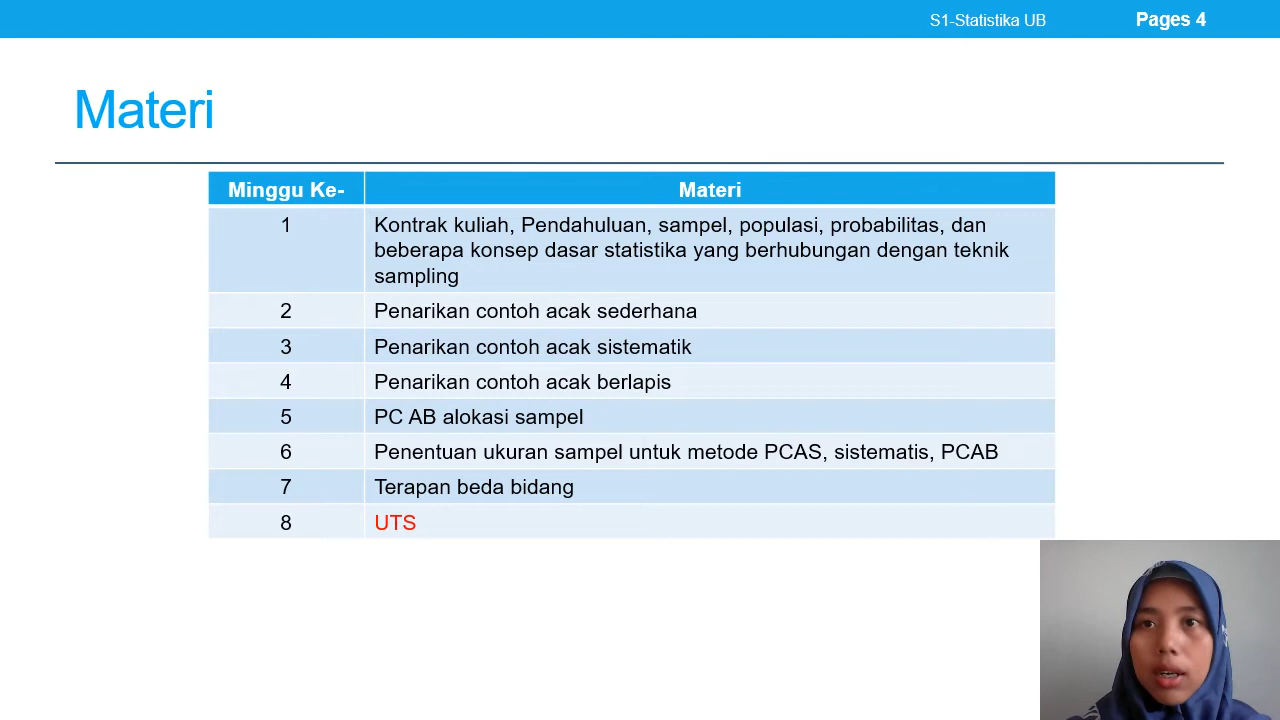 S1-Statistika UB
Pages 4
Materi
Minggu Ke-
Materi
1
Kontrak kuliah, Pendahuluan, sampel, populasi, probabilitas, dan
beberapa konsep dasar statistika yang berhubungan dengan teknik
sampling
2
Penarikan contoh acak sederhana
3
Penarikan contoh acak sistematik
4
Penarikan contoh acak berlapis
5
PC AB alokasi sampel
6
Penentuan ukuran sampel untuk metode PCAS, sistematis, PCAB
7
Terapan beda bidang
8
UTS